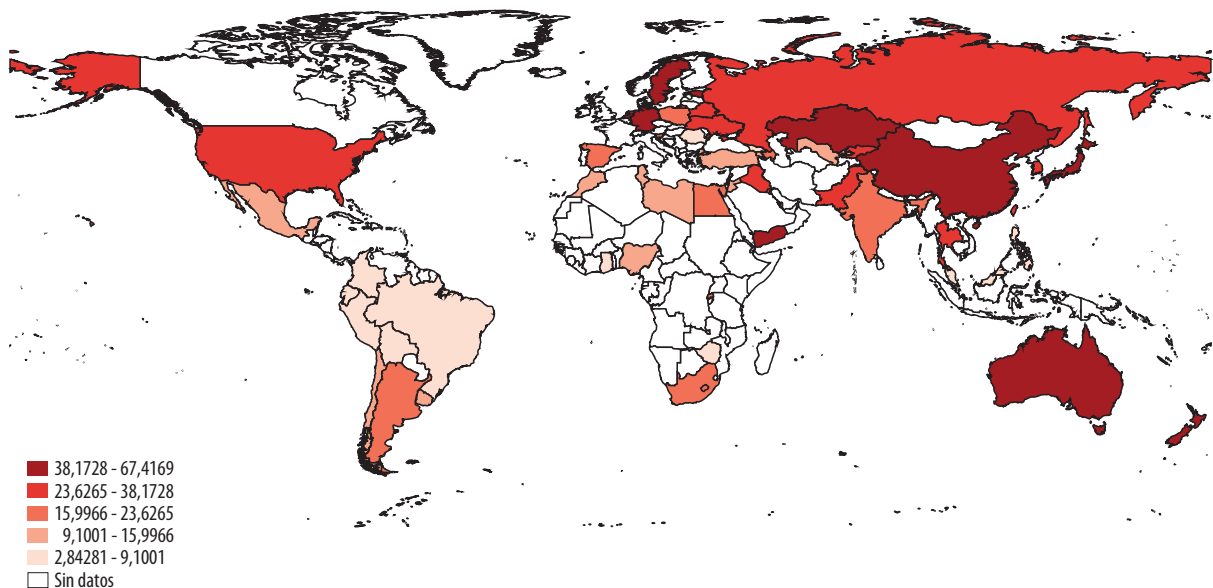 38,1728 - 67,4169
23,6265 - 38,1728
15,9966 - 23,6265
9,1001 - 15,9966
2,84281 - 9,1001
Sin datos